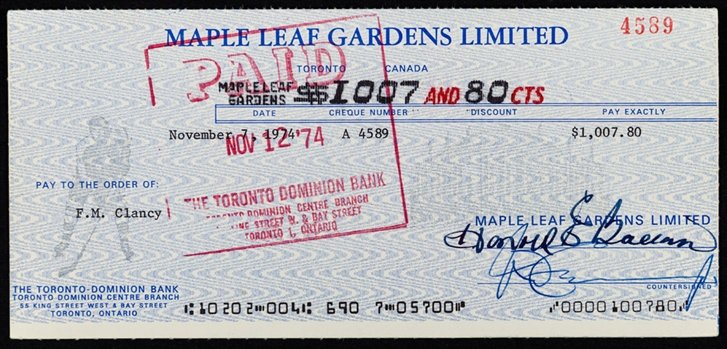 MAPLE LEAF GARDENS LIMITED
4589
TORONTO CANADA
PAID
MAPLE LEAF
GARDENS $1007 AND 80 CTS
DATE CHEQUE NUMBER DISCOUNT PAY EXACTLY
November 7, 1974 A 4589 $1,007.80
NOV 12 '74
PAY TO THE ORDER OF:
F.M. Clancy
THE TORONTO DOMINION BANK
TORONTO DOMINION CENTRE BRANCH
KING STREET W. & BAY STREET
TORONTO 1, ONTARIO
MAPLE LEAF GARDENS LIMITED
Harold E Ballard
COUNTERSIGNED
THE TORONTO-DOMINION BANK
TORONTO DOMINION CENTRE BRANCH
55 KING STREET WEST & BAY STREET
TORONTO, ONTARIO
⑆10202⑉004⑆ 690 7⑉05700⑈ ⑈0000100780⑈